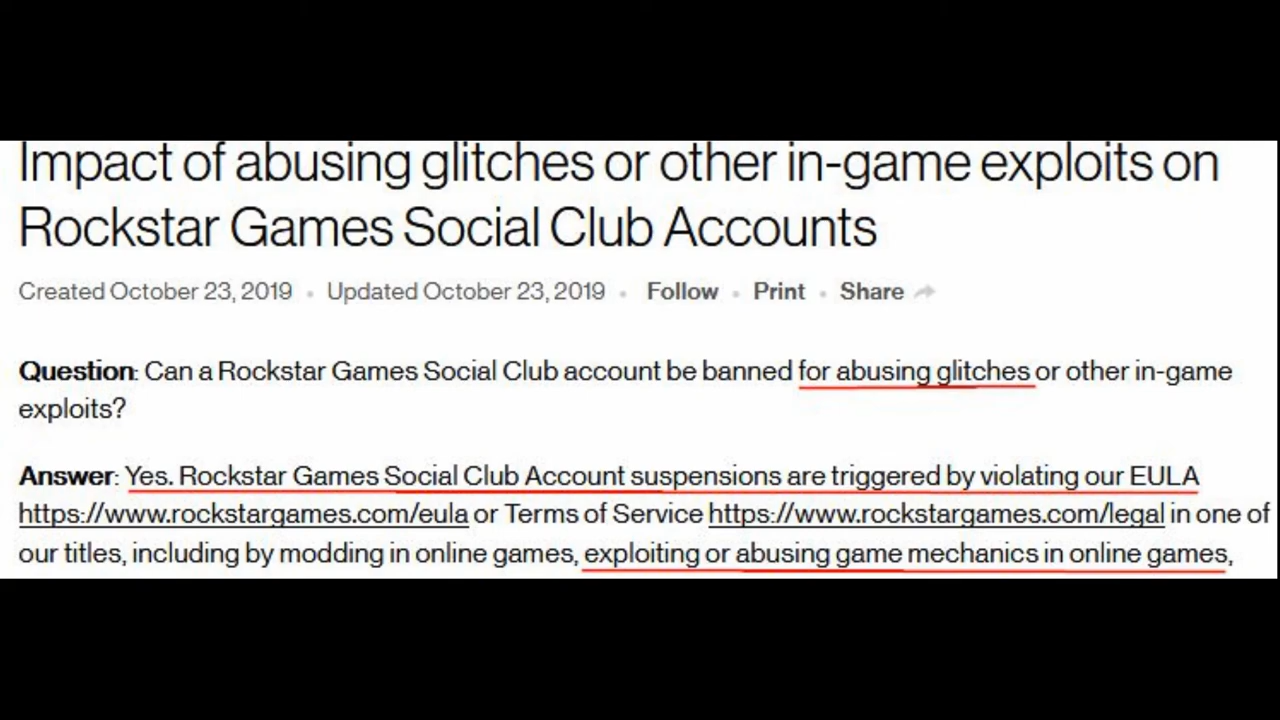 Impact of abusing glitches or other in-game exploits on
Rockstar Games Social Club Accounts
Created October 23, 2019 • Updated October 23, 2019 • Follow • Print • Share
Question: Can a Rockstar Games Social Club account be banned for abusing glitches or other in-game
exploits?
Answer: Yes. Rockstar Games Social Club Account suspensions are triggered by violating our EULA
https://www.rockstargames.com/eula or Terms of Service https://www.rockstargames.com/legal in one of
our titles, including by modding in online games, exploiting or abusing game mechanics in online games,